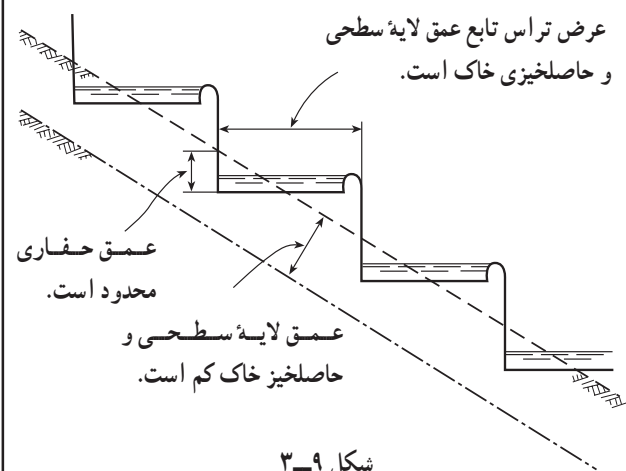 عرض تراس تابع عمق لایهٔ سطحی
و حاصلخیزی خاک است.
عمق حفاری
محدود است.
عمق لایهٔ سطحی و
حاصلخیز خاک کم است.
شکل ۹ــ۳